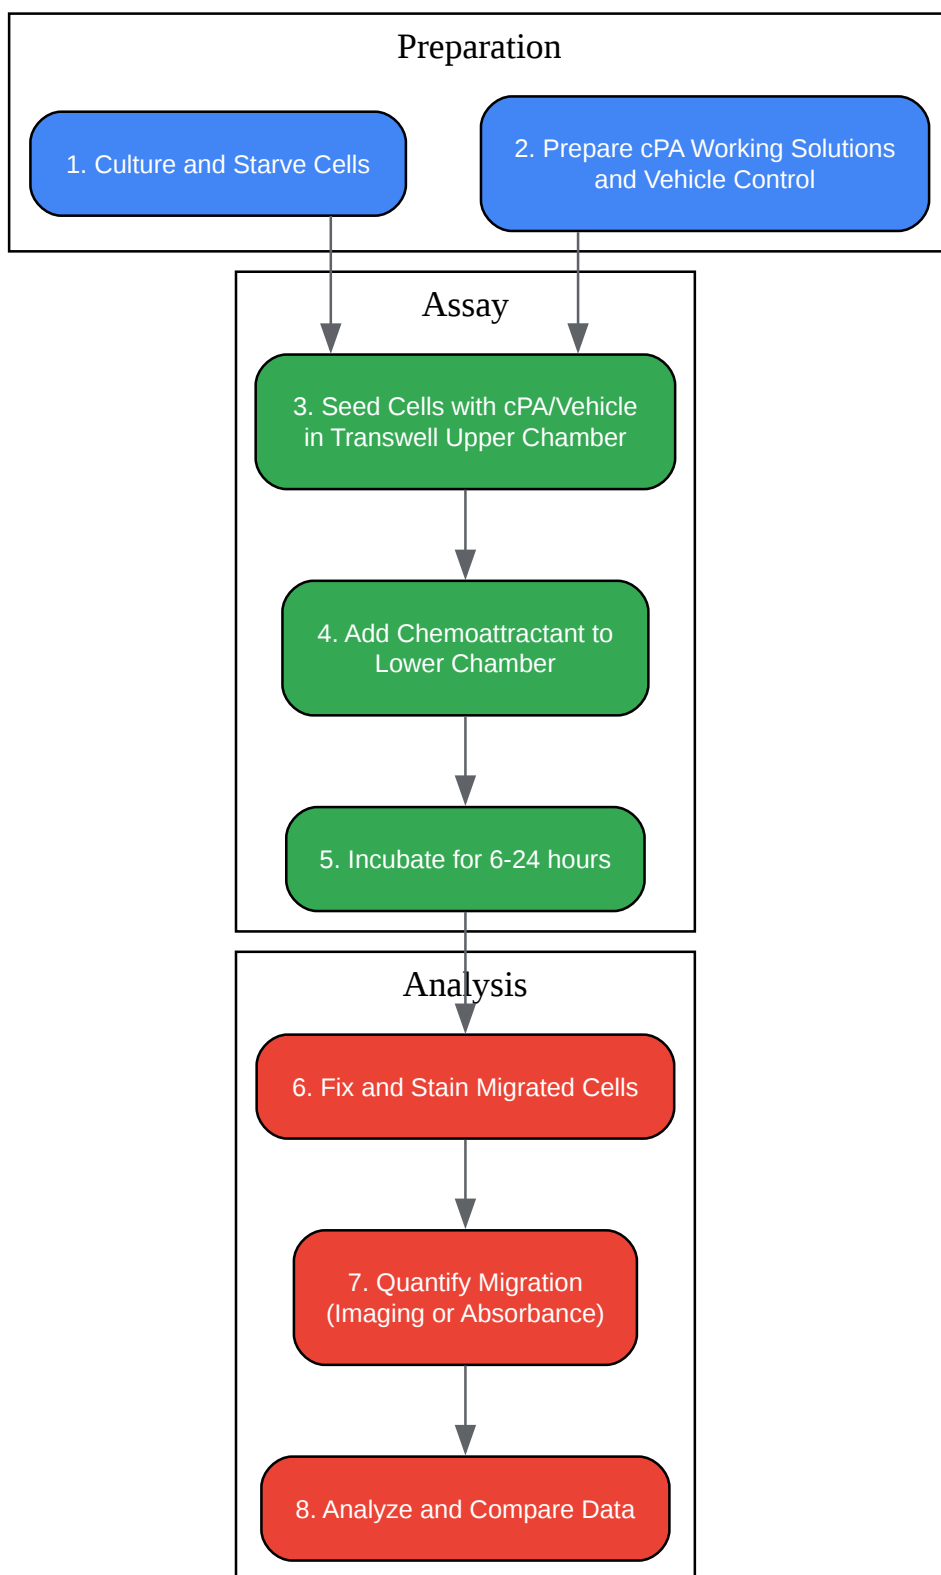 Preparation
1. Culture and Starve Cells
2. Prepare cPA Working Solutions
and Vehicle Control
Assay
3. Seed Cells with cPA/Vehicle
in Transwell Upper Chamber
4. Add Chemoattractant to
Lower Chamber
5. Incubate for 6-24 hours
Analysis
6. Fix and Stain Migrated Cells
7. Quantify Migration
(Imaging or Absorbance)
8. Analyze and Compare Data